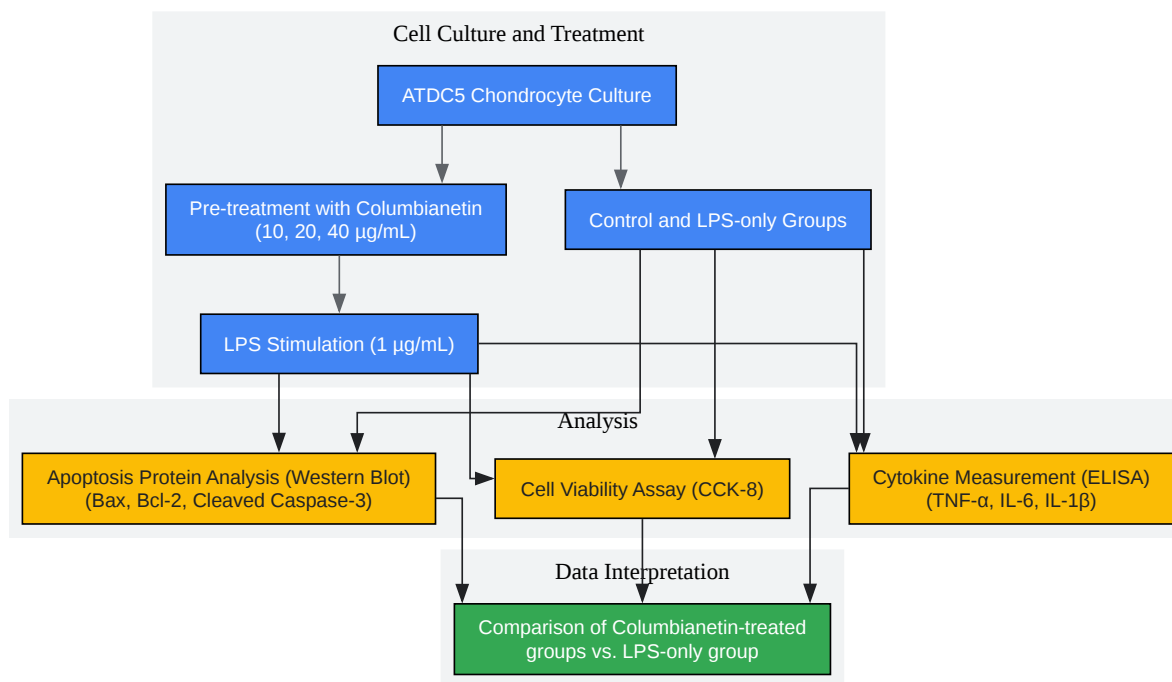 Cell Culture and Treatment
ATDC5 Chondrocyte Culture
Pre-treatment with Columbianetin
(10, 20, 40 µg/mL)
Control and LPS-only Groups
LPS Stimulation (1 µg/mL)
Analysis
Apoptosis Protein Analysis (Western Blot)
(Bax, Bcl-2, Cleaved Caspase-3)
Cell Viability Assay (CCK-8)
Cytokine Measurement (ELISA)
(TNF-α, IL-6, IL-1β)
Data Interpretation
Comparison of Columbianetin-treated
groups vs. LPS-only group